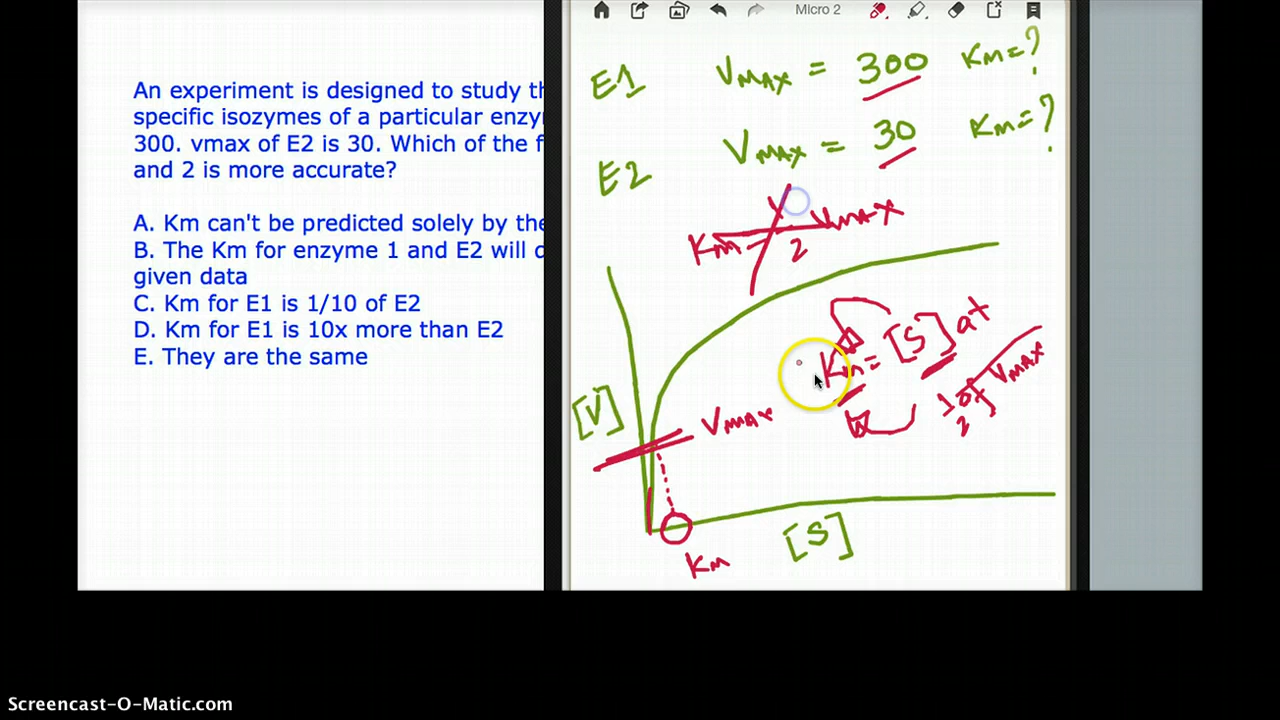 An experiment is designed to study th
specific isozymes of a particular enzy
300. vmax of E2 is 30. Which of the f
and 2 is more accurate?
A. Km can't be predicted solely by the
B. The Km for enzyme 1 and E2 will d
given data
C. Km for E1 is 1/10 of E2
D. Km for E1 is 10x more than E2
E. They are the same
Micro 2
E1 VMAX = 300 Km=?
E2 VMAX = 30 Km=?
Km = VMAX
2
Km = [S] at
1 of VMAX
2
[V]
VMAX
[S]
Km
Screencast-O-Matic.com